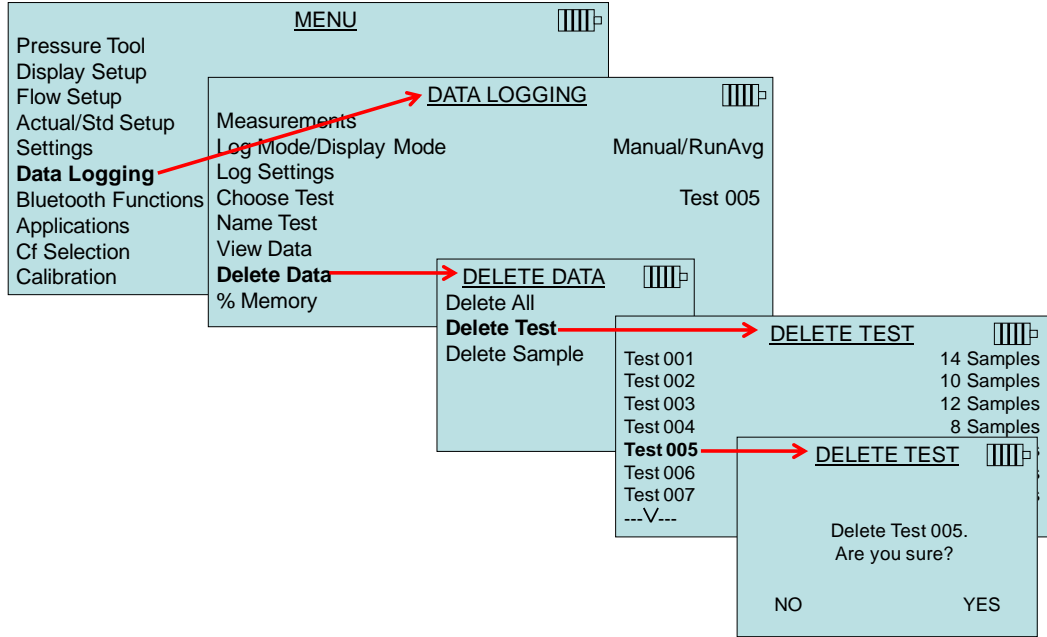 MENU
Pressure Tool
Display Setup
Flow Setup
Actual/Std Setup
Settings
Data Logging
Bluetooth Functions
Applications
Cf Selection
Calibration
DATA LOGGING
Measurements
Log Mode/Display Mode Manual/RunAvg
Log Settings
Choose Test Test 005
Name Test
View Data
Delete Data
% Memory
DELETE DATA
Delete All
Delete Test
Delete Sample
DELETE TEST
Test 001 14 Samples
Test 002 10 Samples
Test 003 12 Samples
Test 004 8 Samples
Test 005
Test 006
Test 007
---V---
DELETE TEST
Delete Test 005.
Are you sure?
NO YES